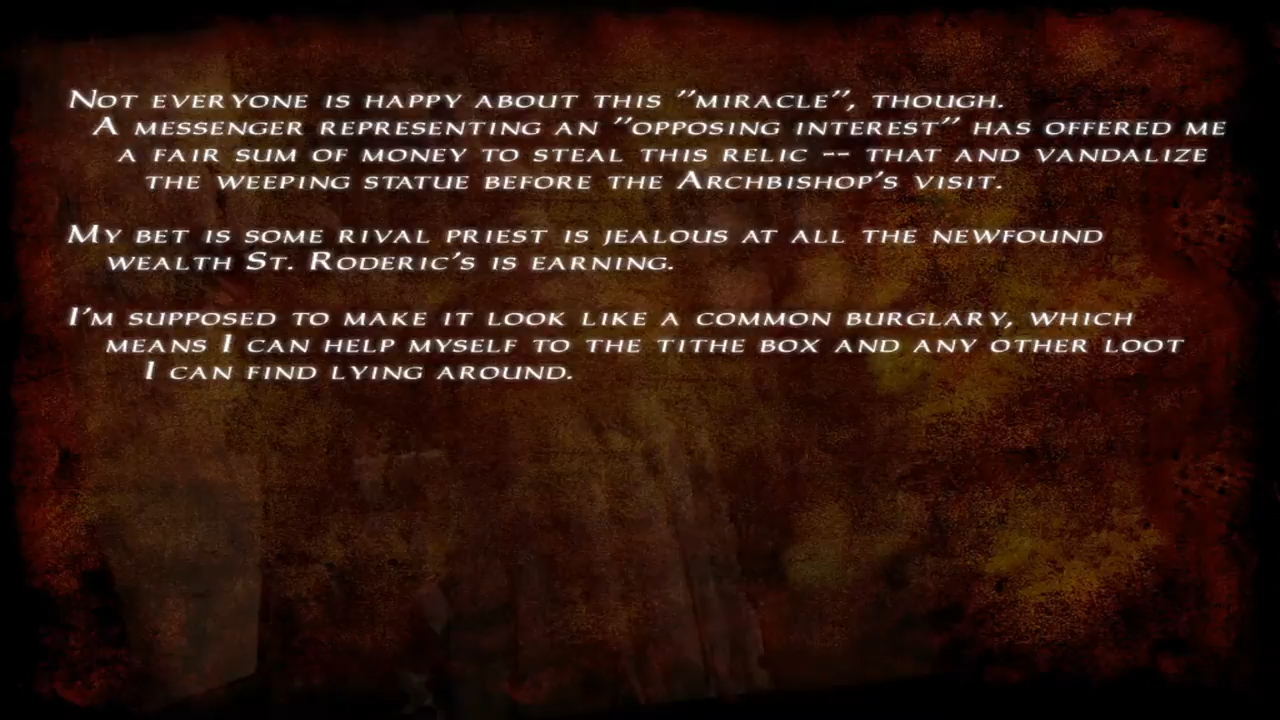 Not everyone is happy about this "miracle", though.
A messenger representing an "opposing interest" has offered me
a fair sum of money to steal this relic -- that and vandalize
the weeping statue before the Archbishop's visit.
My bet is some rival priest is jealous at all the newfound
wealth St. Roderic's is earning.
I'm supposed to make it look like a common burglary, which
means I can help myself to the tithe box and any other loot
I can find lying around.